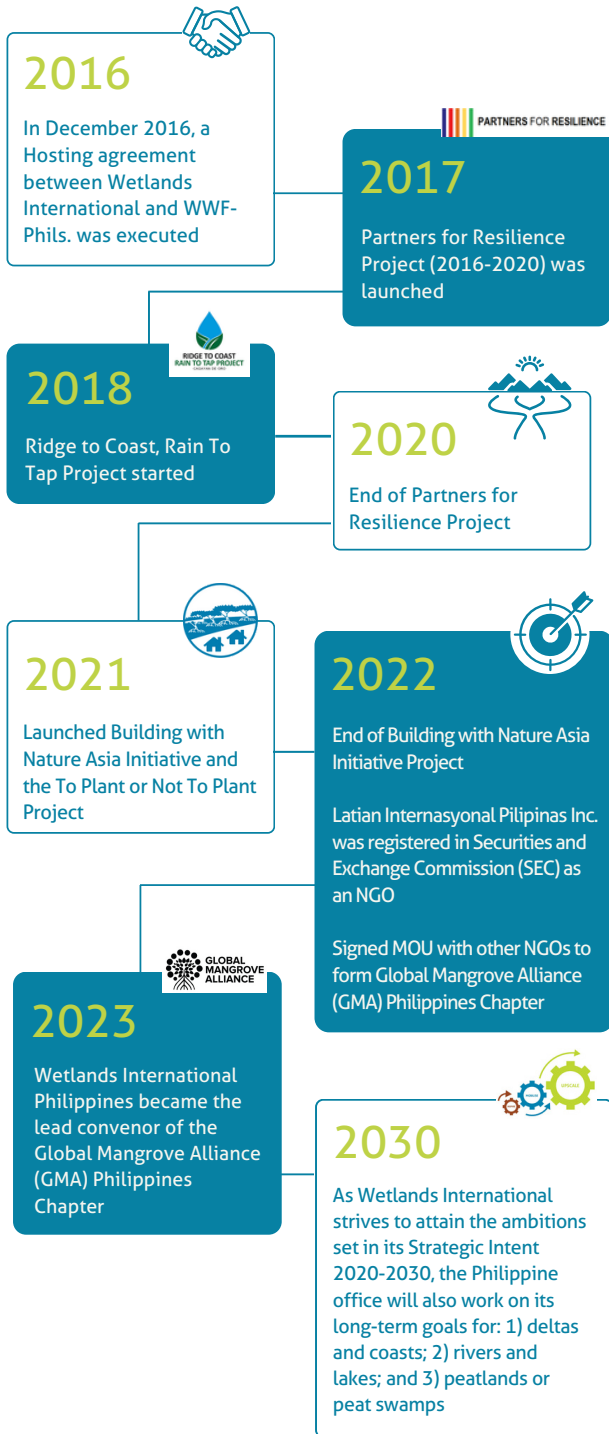 2016
In December 2016, a
Hosting agreement
between Wetlands
International and WWF-
Phils. was executed
PARTNERS FOR RESILIENCE
2017
Partners for Resilience
Project (2016-2020) was
launched
RIDGE TO COAST
RAIN TO TAP PROJECT
CAGAYAN DE ORO
2018
Ridge to Coast, Rain To
Tap Project started
2020
End of Partners for
Resilience Project
2021
Launched Building with
Nature Asia Initiative and
the To Plant or Not To Plant
Project
2022
End of Building with Nature Asia
Initiative Project
Latian Internasyonal Pilipinas Inc.
was registered in Securities and
Exchange Commission (SEC) as
an NGO
Signed MOU with other NGOs to
form Global Mangrove Alliance
(GMA) Philippines Chapter
GLOBAL
MANGROVE
ALLIANCE
2023
Wetlands International
Philippines became the
lead convenor of the
Global Mangrove Alliance
(GMA) Philippines
Chapter
UPSCALE
2030
As Wetlands International
strives to attain the ambitions
set in its Strategic Intent
2020-2030, the Philippine
office will also work on its
long-term goals for: 1) deltas
and coasts; 2) rivers and
lakes; and 3) peatlands or
peat swamps